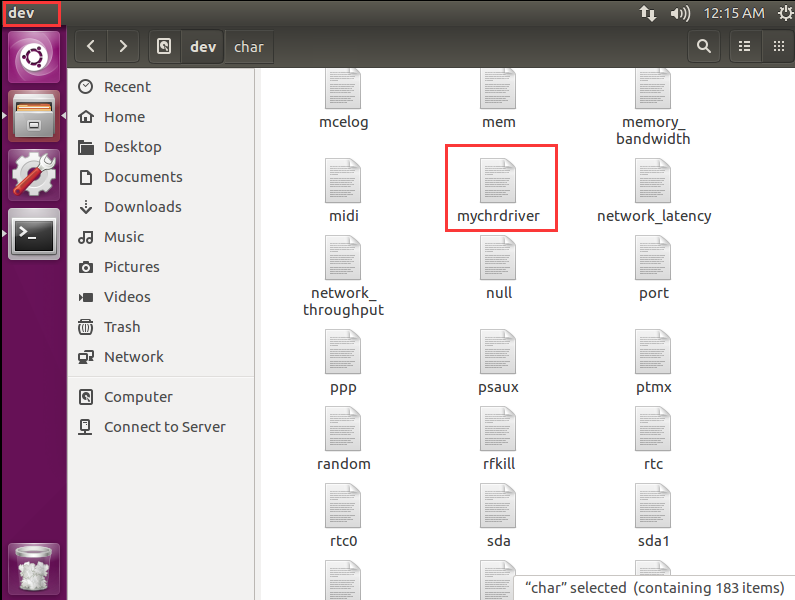 dev
12:15 AM
dev
char
Recent
Home
Desktop
Documents
Downloads
Music
Pictures
Videos
Trash
Network
Computer
Connect to Server
mcelog
mem
memory_
bandwidth
midi
mychrdriver
network_latency
network_
throughput
null
port
ppp
psaux
ptmx
random
rfkill
rtc
rtc0
sda
sda1
“char” selected (containing 183 items)